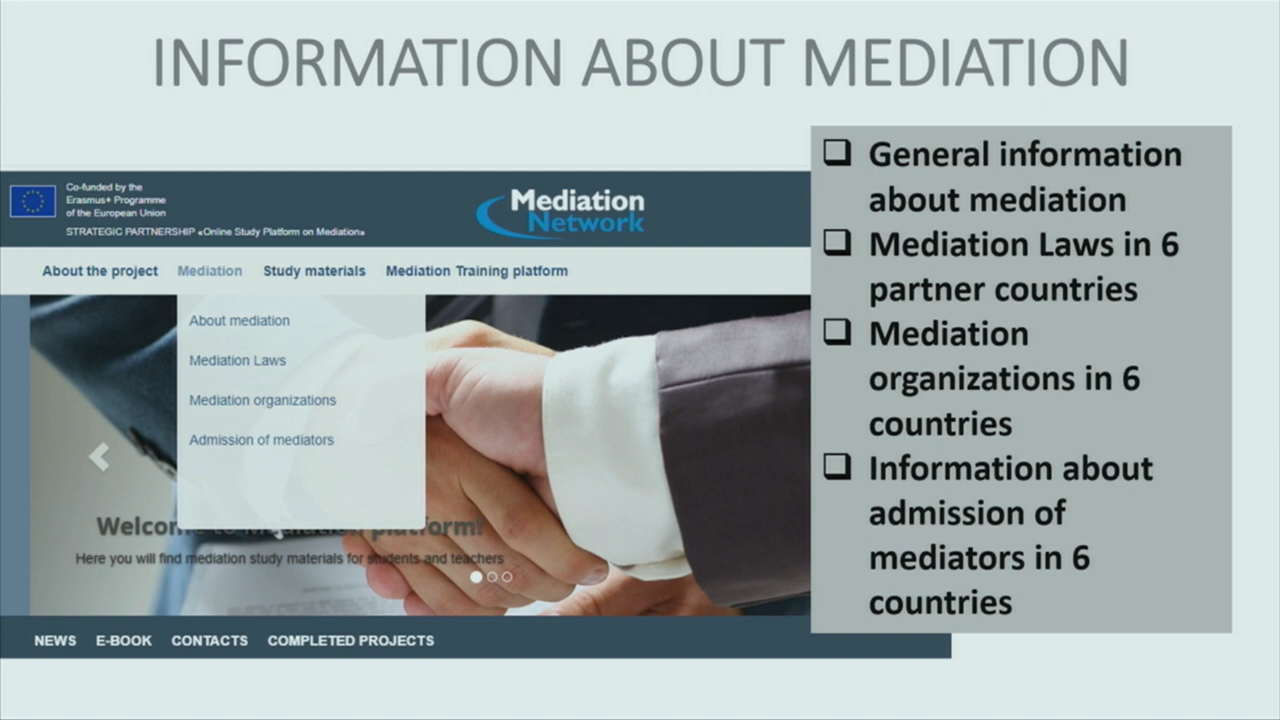 INFORMATION ABOUT MEDIATION
Co-funded by the
Erasmus+ Programme
of the European Union
STRATEGIC PARTNERSHIP «Online Study Platform on Mediation»
Mediation
Network
About the project Mediation Study materials Mediation Training platform
About mediation
Mediation Laws
Mediation organizations
Admission of mediators
Welcome to Mediation platform!
Here you will find mediation study materials for students and teachers
NEWS E-BOOK CONTACTS COMPLETED PROJECTS
❑ General information
about mediation
❑ Mediation Laws in 6
partner countries
❑ Mediation
organizations in 6
countries
❑ Information about
admission of
mediators in 6
countries